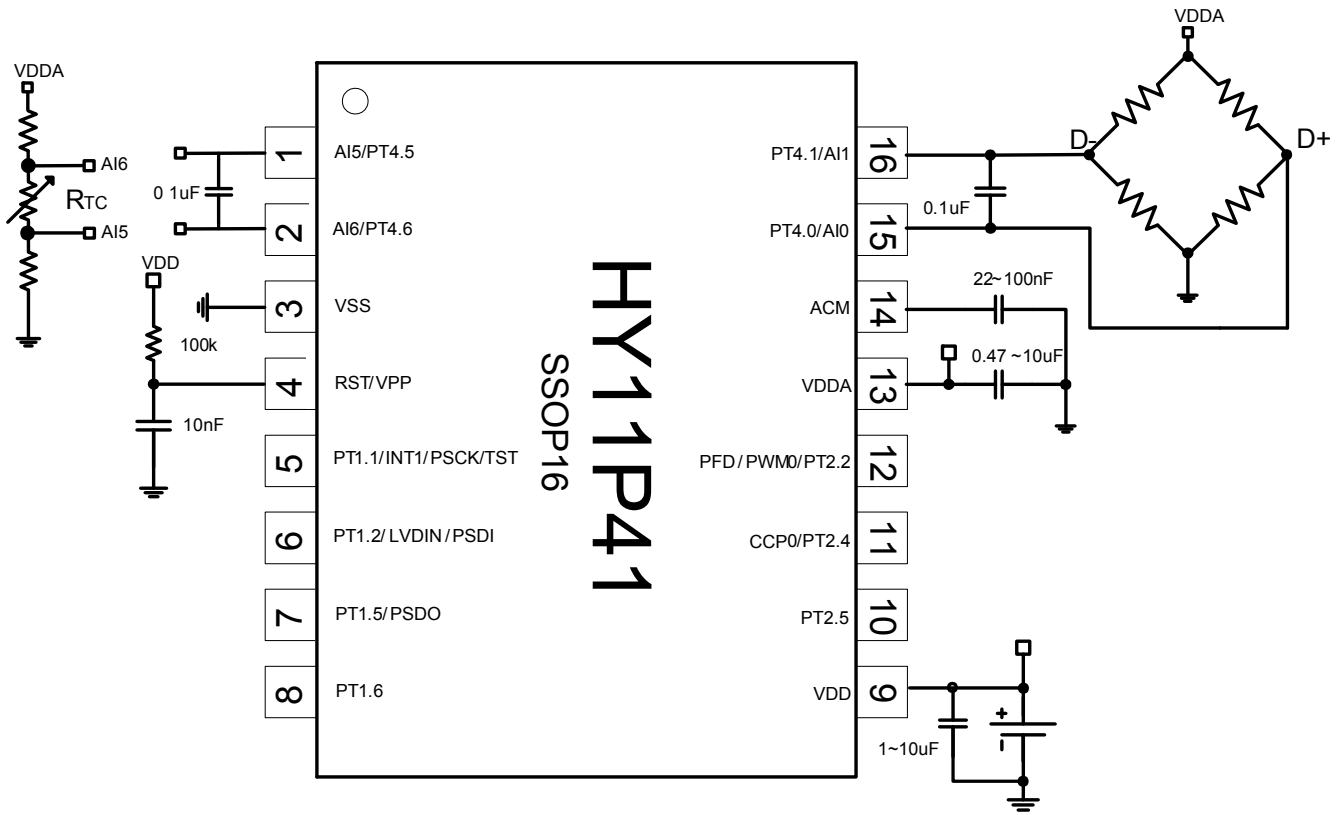 VDDA
AI6
RTC
AI5
VDD
100k
10nF
0 1uF
1
AI5/PT4.5
2
AI6/PT4.6
3
VSS
4
RST/VPP
5
PT1.1/INT1/PSCK/TST
6
PT1.2/ LVDIN / PSDI
7
PT1.5/ PSDO
8
PT1.6
HY11P41
SSOP16
16
PT4.1/AI1
15
PT4.0/AI0
14
ACM
13
VDDA
12
PFD / PWM0/PT2.2
11
CCP0/PT2.4
10
PT2.5
9
VDD
VDDA
D-
D+
0.1uF
22~100nF
0.47 ~10uF
+
-
1~10uF